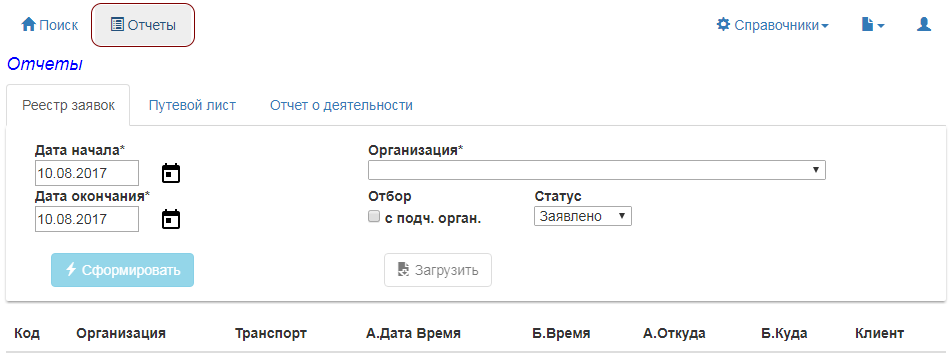 Поиск Отчеты Справочники
Отчеты
Реестр заявок Путевой лист Отчет о деятельности
Дата начала* Организация*
10.08.2017
Дата окончания* Отбор Статус
10.08.2017 с подч. орган. Заявлено
Сформировать Загрузить
Код Организация Транспорт А.Дата Время Б.Время А.Откуда Б.Куда Клиент